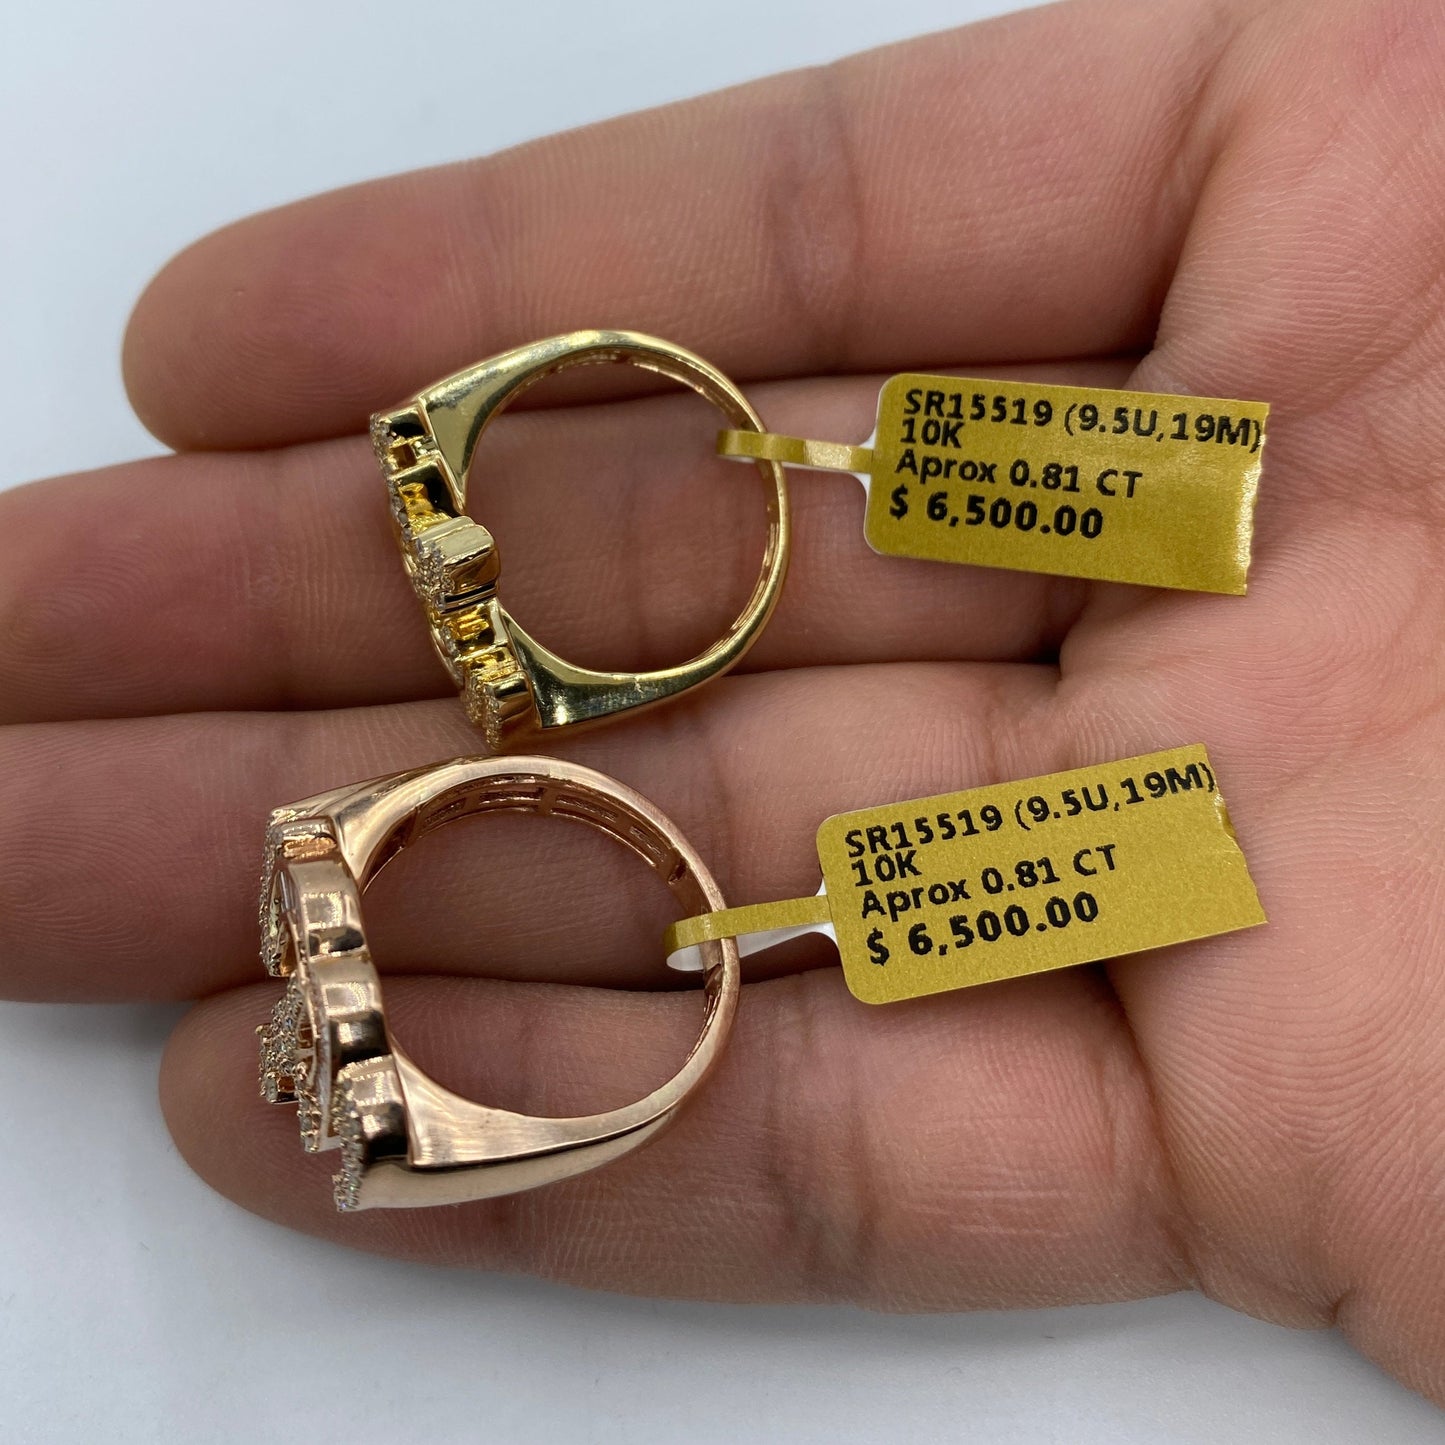 SR15519 (9.5U,19M)
10K
Aprox 0.81 CT
$ 6,500.00
SR15519 (9.5U,19M)
10K
Aprox 0.81 CT
$ 6,500.00